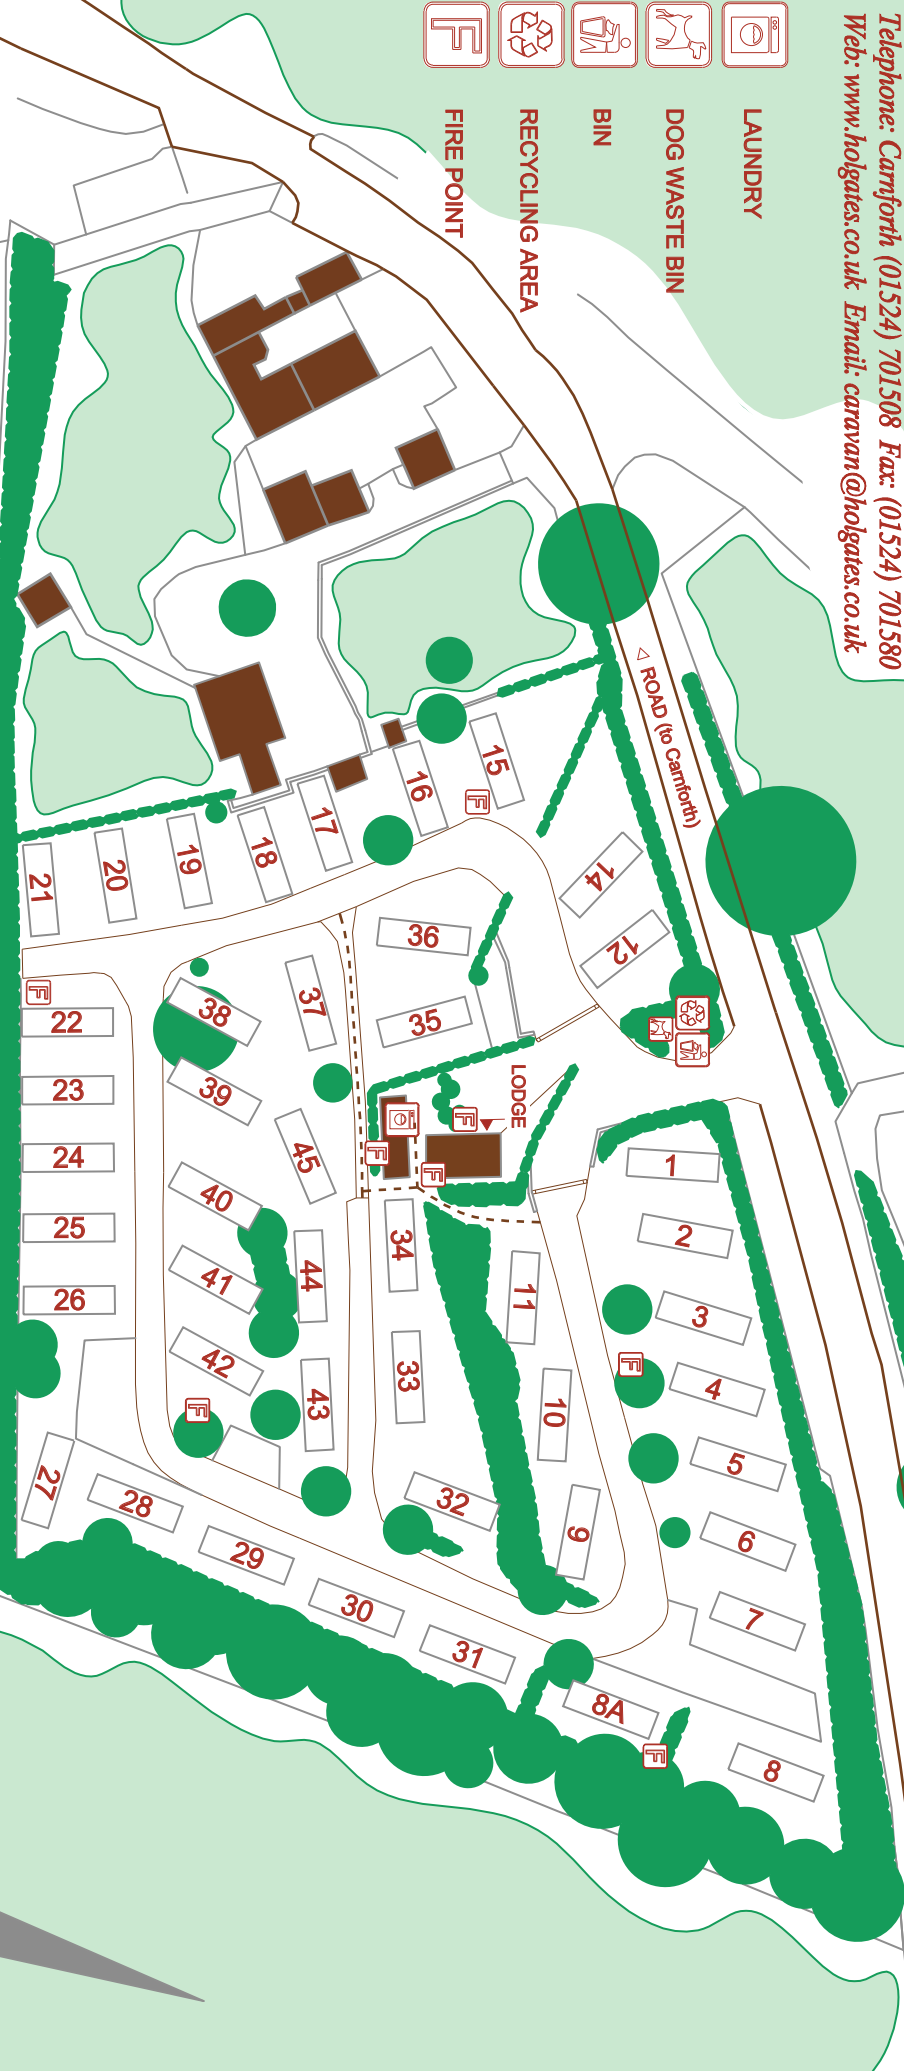 Telephone: Carnforth (01524) 701508 Fax: (01524) 701580
Web: www.holgates.co.uk Email: caravan@holgates.co.uk
LAUNDRY
DOG WASTE BIN
BIN
RECYCLING AREA
F FIRE POINT
ROAD (to Carnforth)
15
16
17
18
19
20
21
F
14
12
36
35
37
38
39
45
F
22
23
24
25
26
LODGE
F
F
F
1
2
3
4
5
6
7
8
8A
F
F
34
33
32
11
10
9
40
41
42
44
43
F
27
28
29
30
31